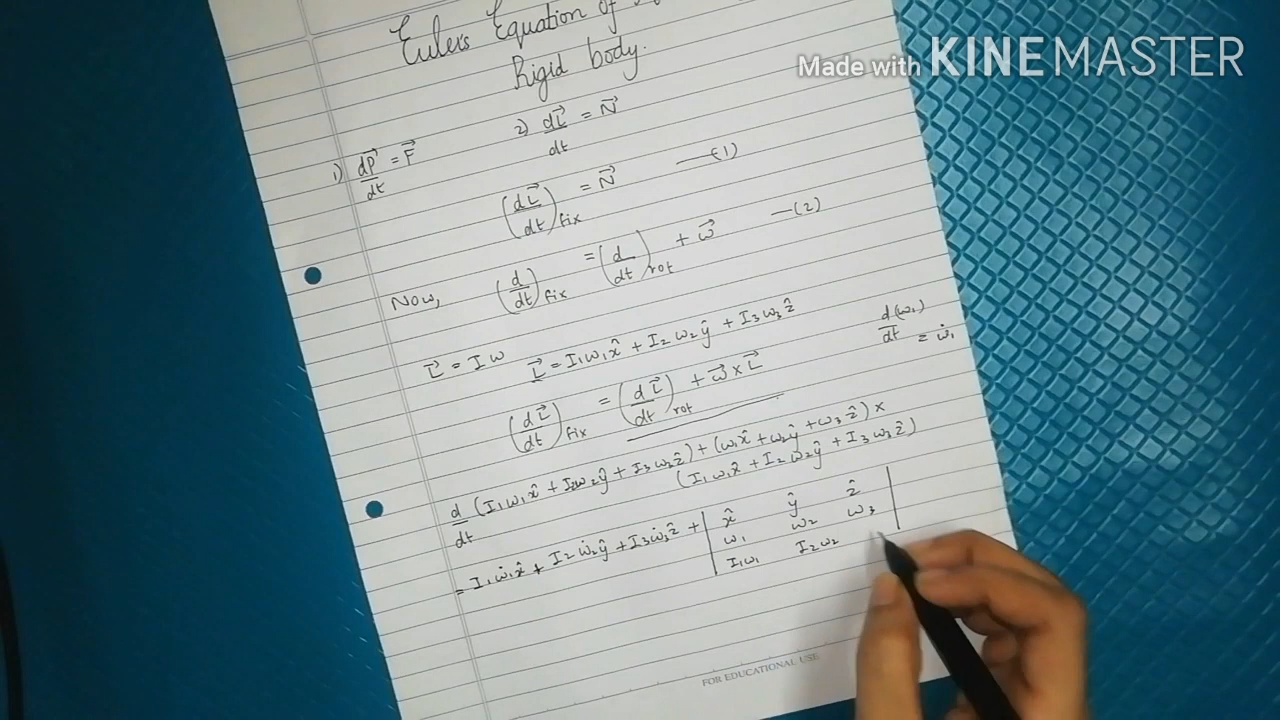 Made with KINEMASTER
Eulers Equation of
Rigid body.
1) dP⃗/dt = F⃗ 2) dL⃗/dt = N⃗
(dL⃗/dt)fix = N⃗ —(1)
Now, (d/dt)fix = (d/dt)rot + ω⃗ —(2)
L⃗ = I ω L⃗ = I₁ω₁x̂ + I₂ω₂ŷ + I₃ω₃ẑ d(ω₁)/dt = ω̇₁
(dL⃗/dt)fix = (dL⃗/dt)rot + ω⃗ × L⃗
d/dt (I₁ω₁x̂ + I₂ω₂ŷ + I₃ω₃ẑ) + (ω₁x̂ + ω₂ŷ + ω₃ẑ) ×
(I₁ω₁x̂ + I₂ω₂ŷ + I₃ω₃ẑ)
= I₁ω̇₁x̂ + I₂ω̇₂ŷ + I₃ω̇₃ẑ + | x̂ ŷ ẑ |
ω₁ ω₂ ω₃
I₁ω₁ I₂ω₂
FOR EDUCATIONAL USE